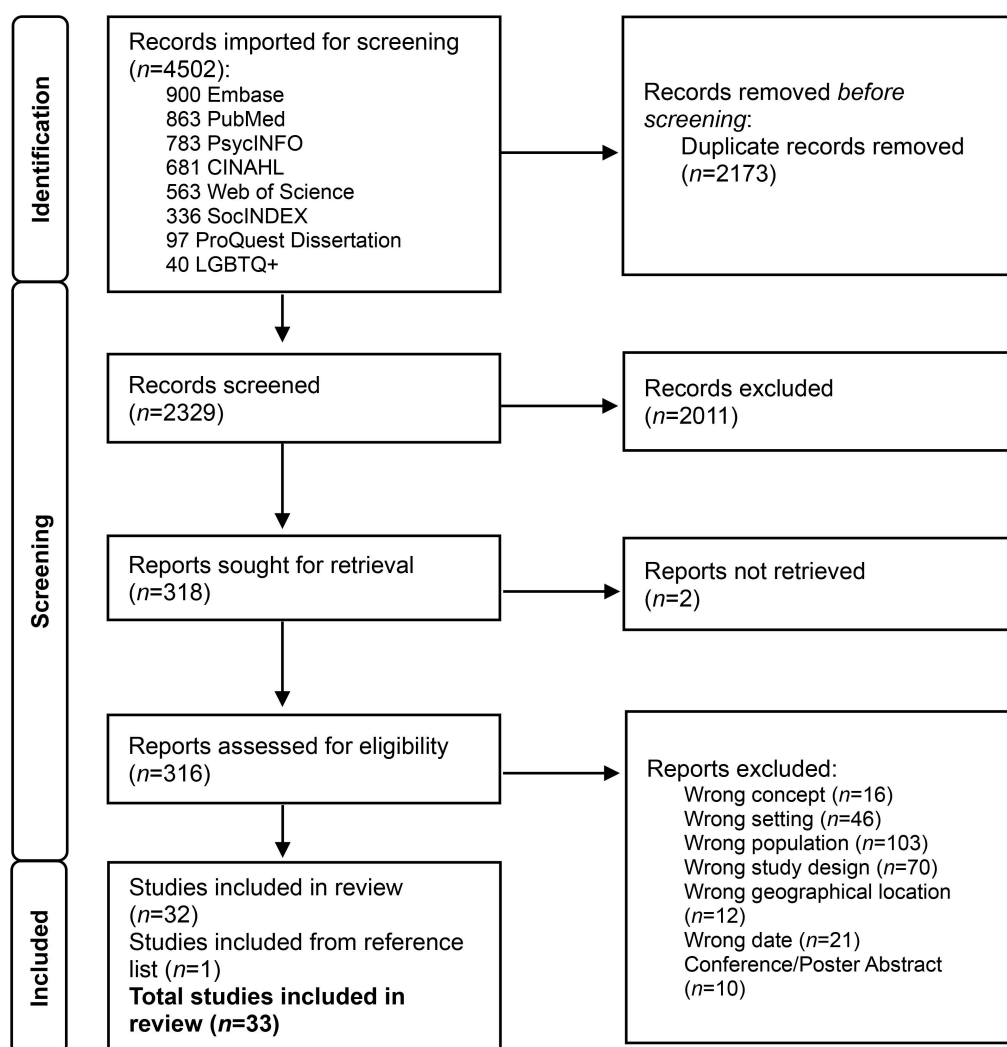 Identification
Records imported for screening
(n=4502):
900 Embase
863 PubMed
783 PsycINFO
681 CINAHL
563 Web of Science
336 SocINDEX
97 ProQuest Dissertation
40 LGBTQ+
Records removed before
screening:
Duplicate records removed
(n=2173)
Screening
Records screened
(n=2329)
Records excluded
(n=2011)
Reports sought for retrieval
(n=318)
Reports not retrieved
(n=2)
Reports assessed for eligibility
(n=316)
Reports excluded:
Wrong concept (n=16)
Wrong setting (n=46)
Wrong population (n=103)
Wrong study design (n=70)
Wrong geographical location
(n=12)
Wrong date (n=21)
Conference/Poster Abstract
(n=10)
Included
Studies included in review
(n=32)
Studies included from reference
list (n=1)
Total studies included in
review (n=33)